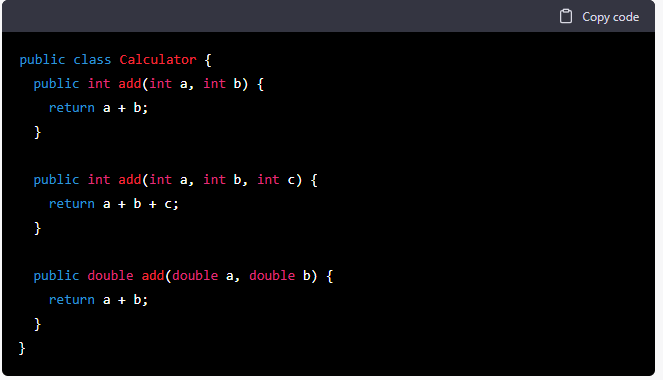 Copy code
public class Calculator {
  public int add(int a, int b) {
    return a + b;
  }

  public int add(int a, int b, int c) {
    return a + b + c;
  }

  public double add(double a, double b) {
    return a + b;
  }
}